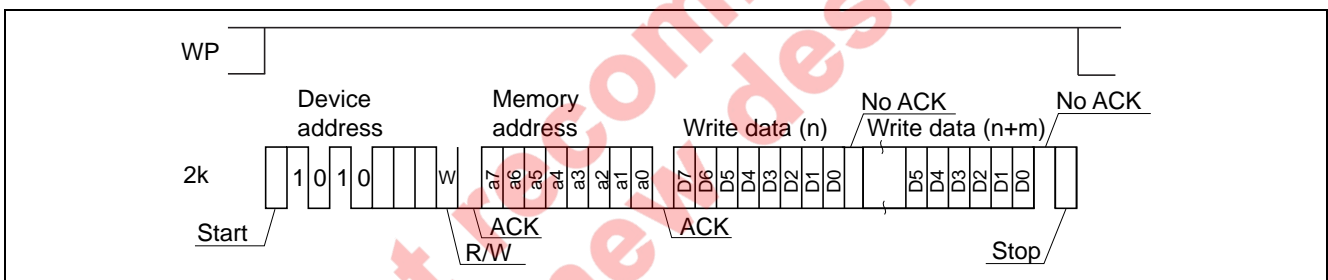 WP
Device address
Memory address
Write data (n)
No ACK
Write data (n+m)
No ACK
2k
1 0 1 0
W
a7 a6 a5 a4 a3 a2 a1 a0
D7 D6 D5 D4 D3 D2 D1 D0
D5 D4 D3 D2 D1 D0
Start
ACK
R/W
ACK
Stop